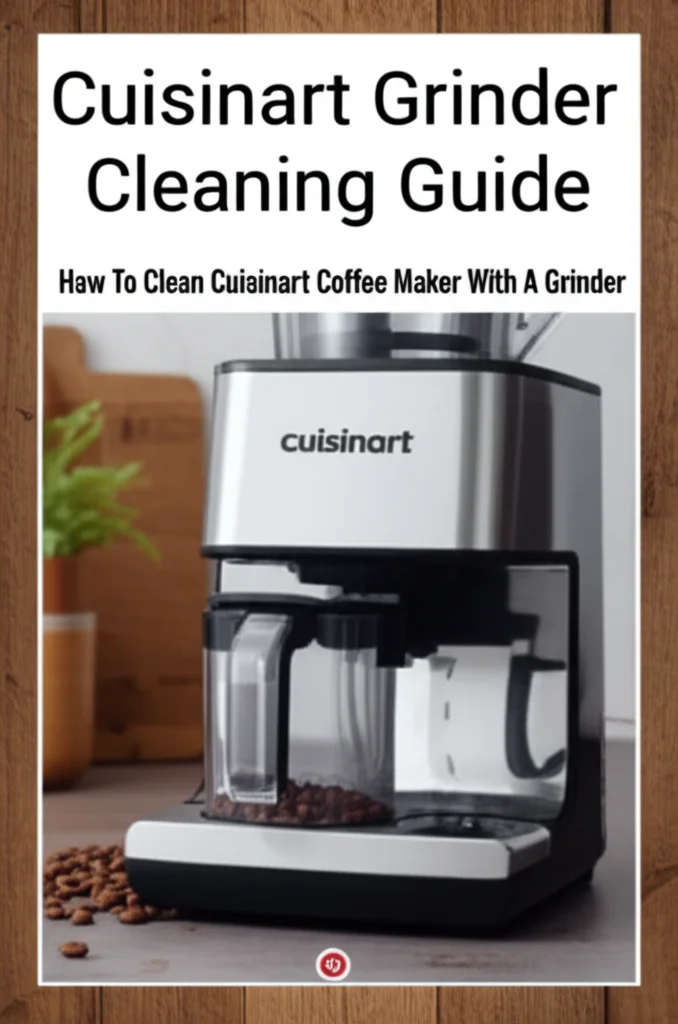 Cuisinart Grinder
Cleaning Guide
Haw To Clean Cuiainart Coffee Maker With A Grinder
cuisinart